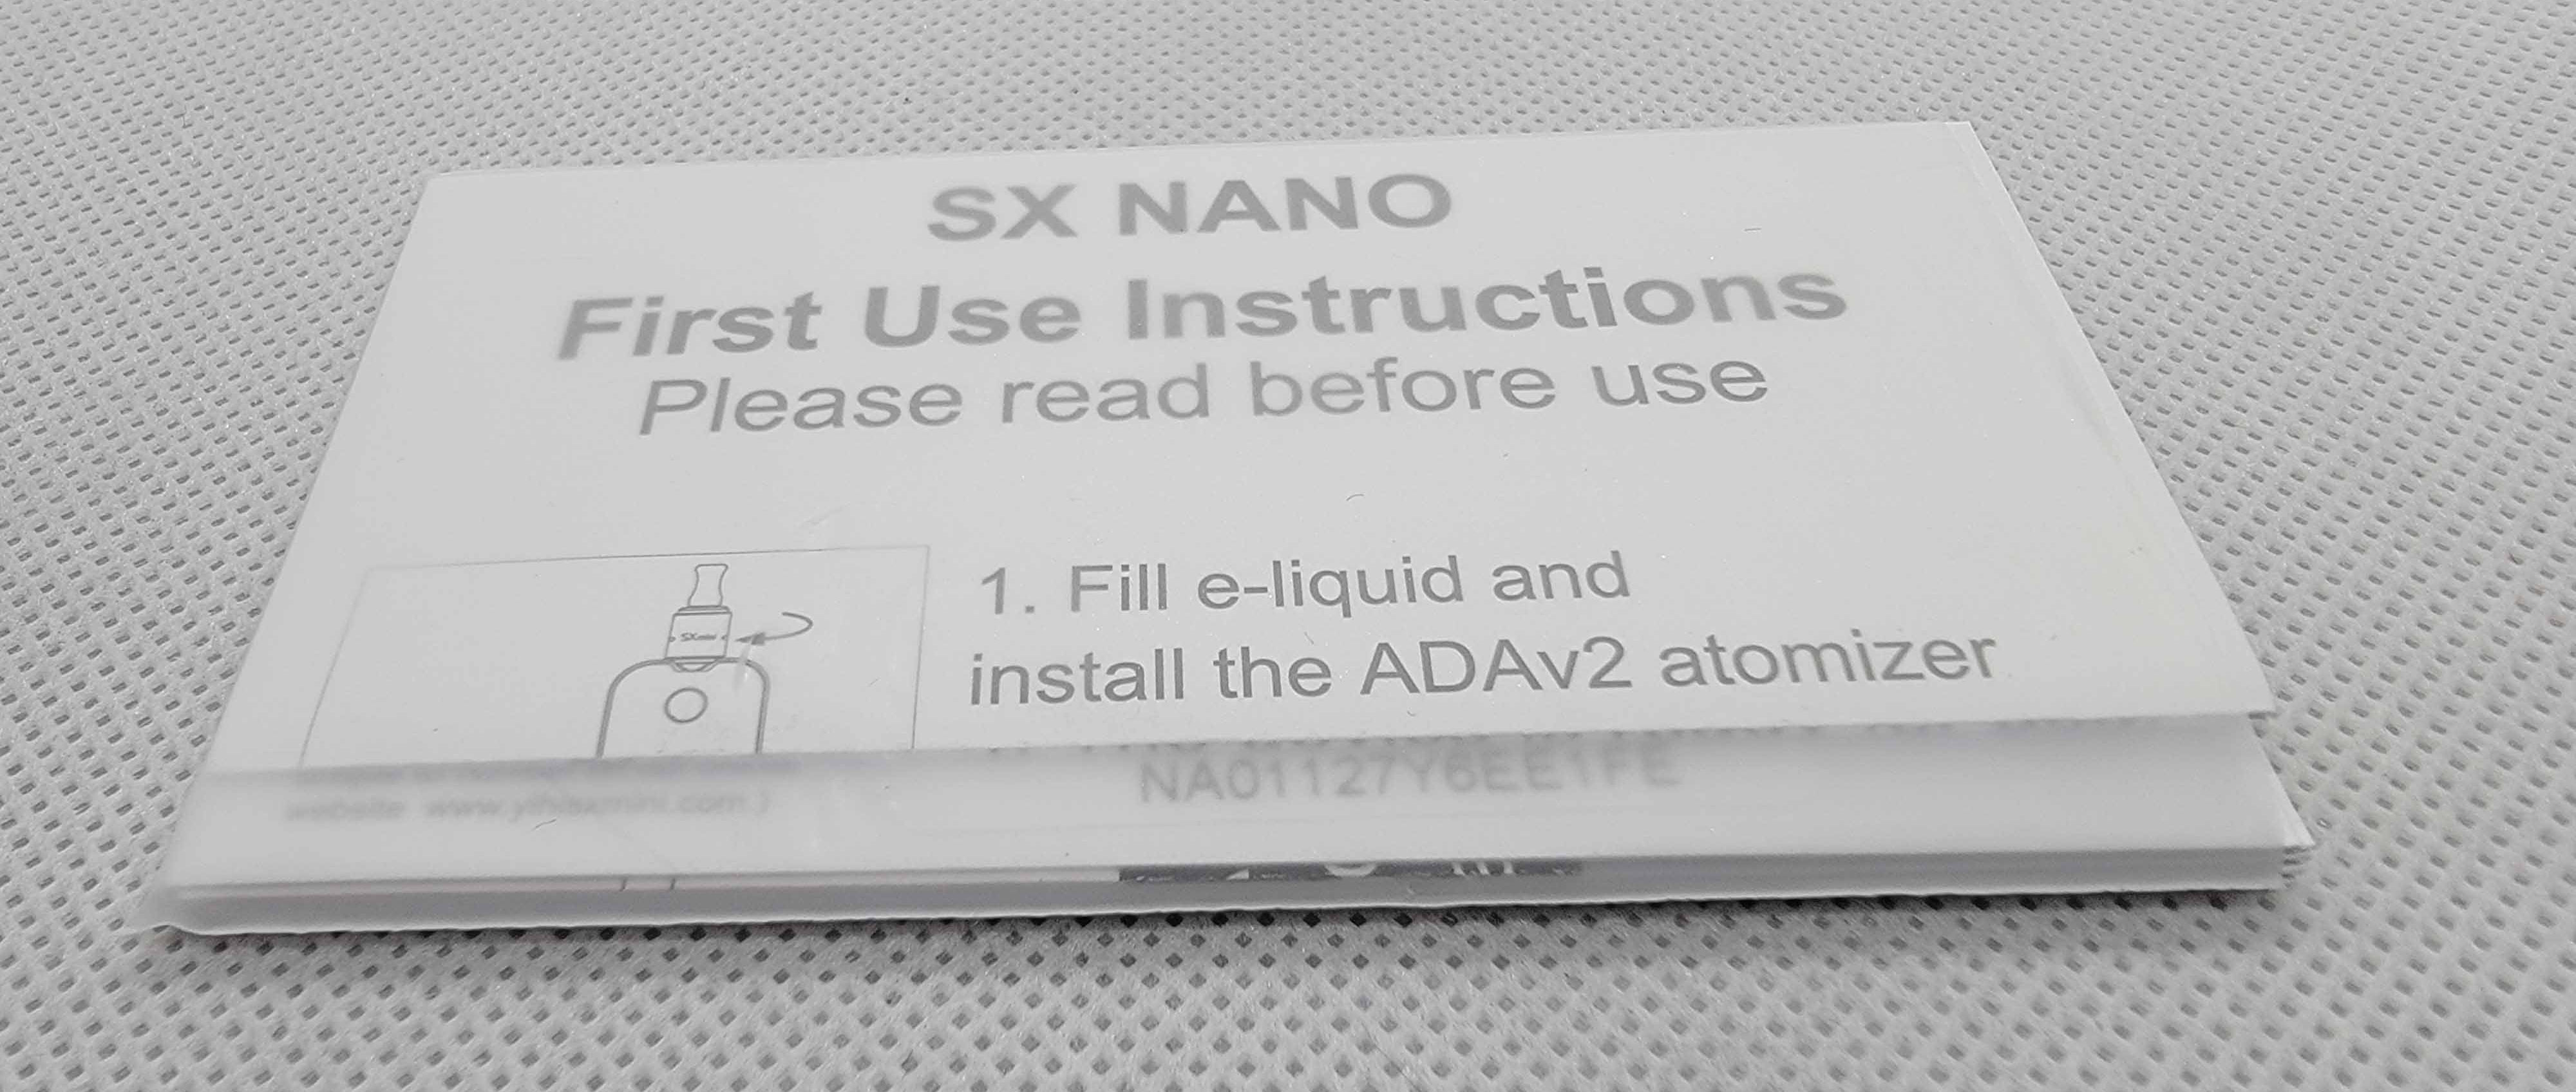 SX NANO
First Use Instructions
Please read before use
1. Fill e-liquid and
install the ADAv2 atomizer
SXmini
NA01127Y6EE1FE
website www.yihisxmini.com )